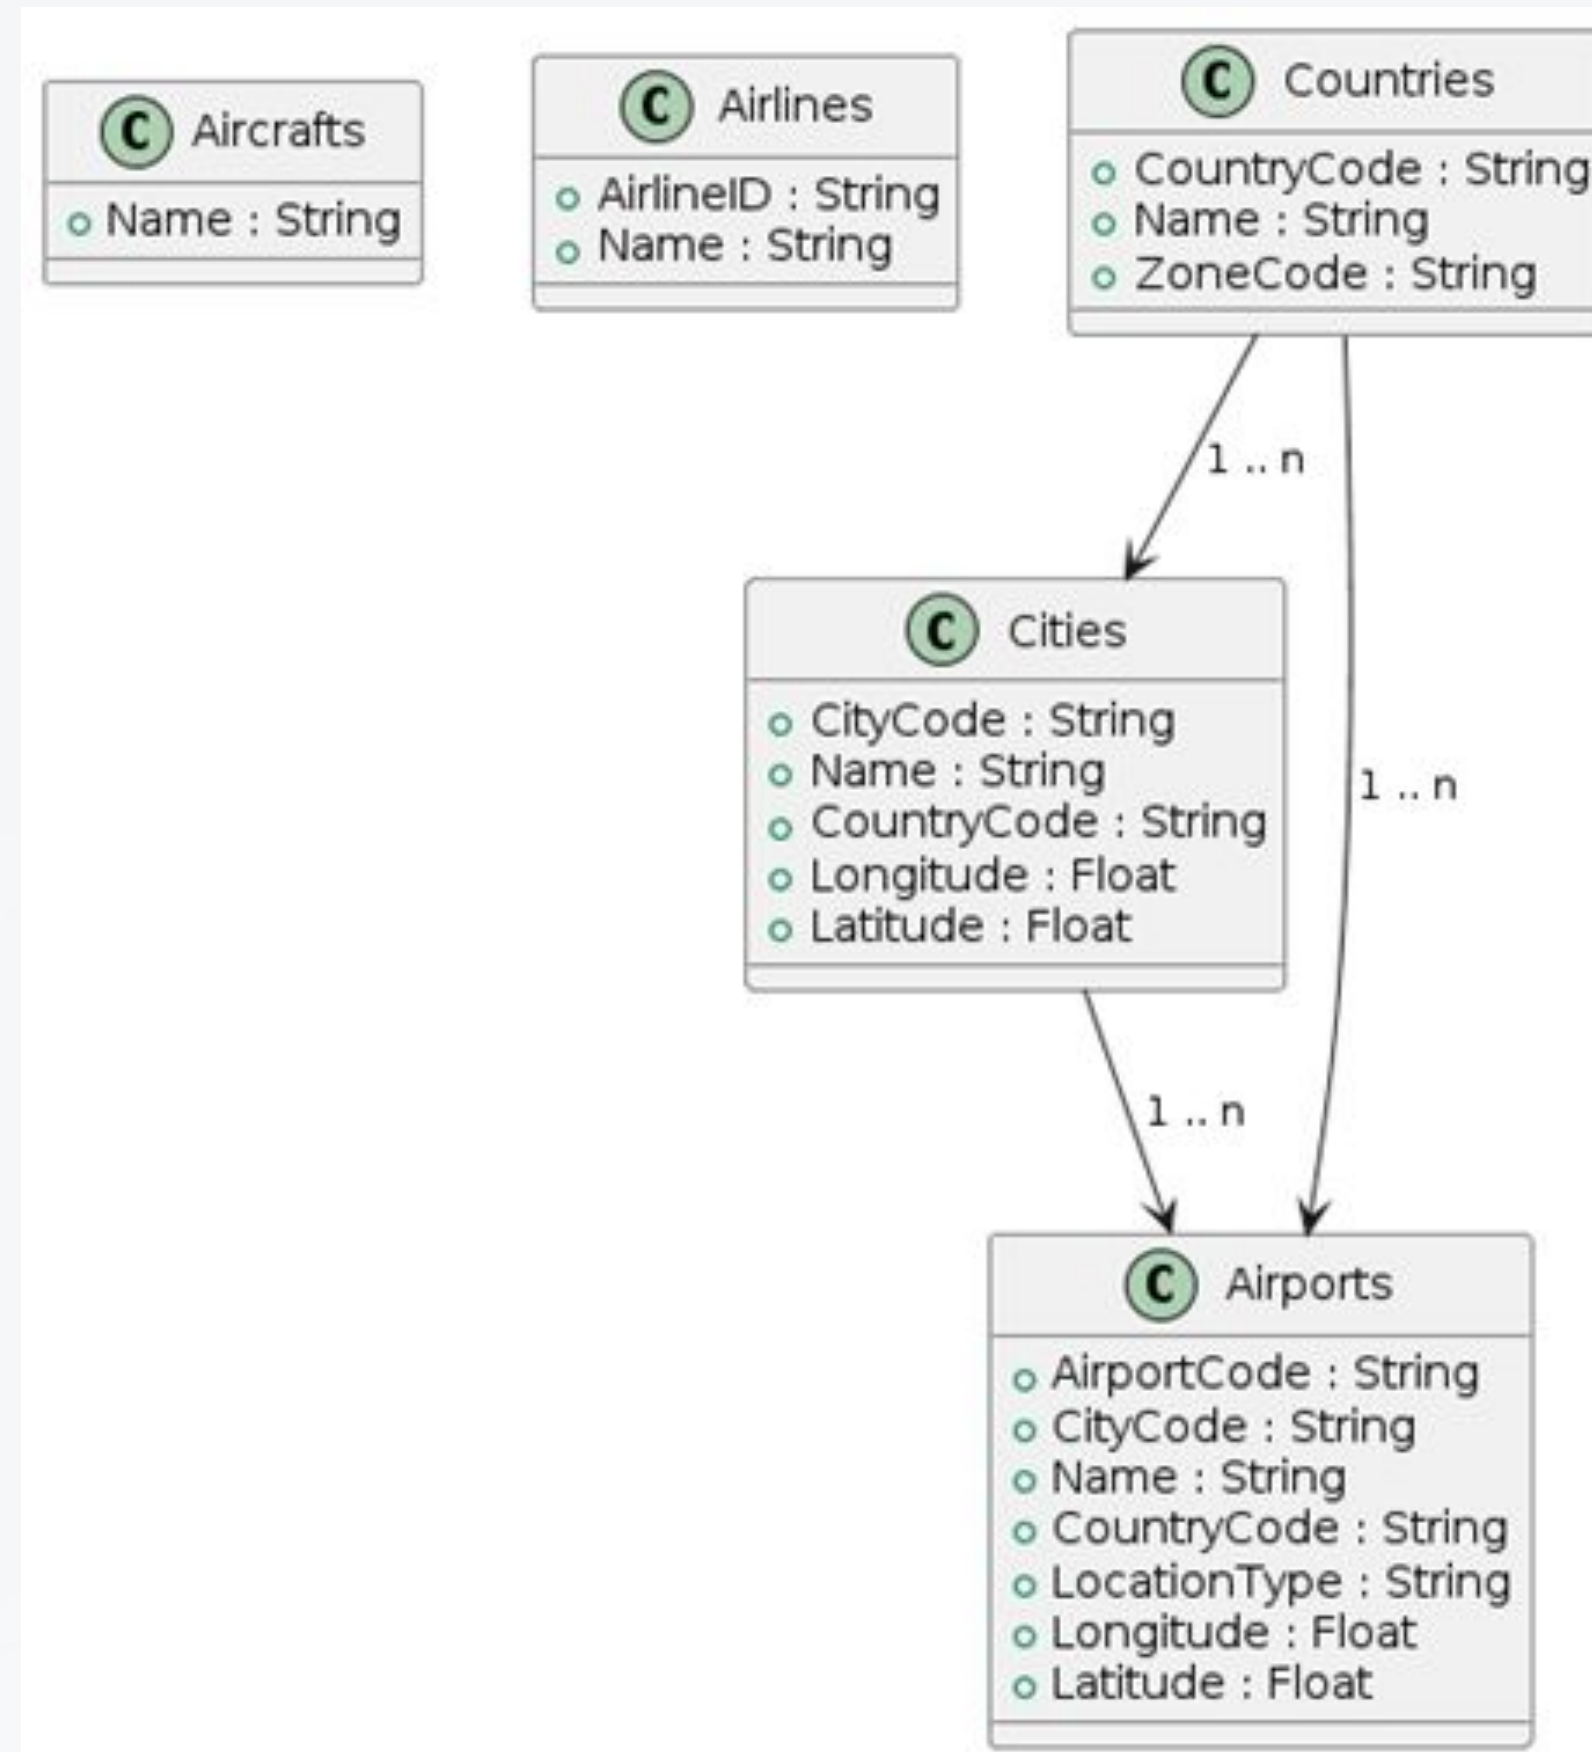 C Aircrafts
Name : String
C Airlines
AirlineID : String
Name : String
C Countries
CountryCode : String
Name : String
ZoneCode : String
1 .. n
C Cities
CityCode : String
Name : String
CountryCode : String
Longitude : Float
Latitude : Float
1 .. n
1 .. n
C Airports
AirportCode : String
CityCode : String
Name : String
CountryCode : String
LocationType : String
Longitude : Float
Latitude : Float